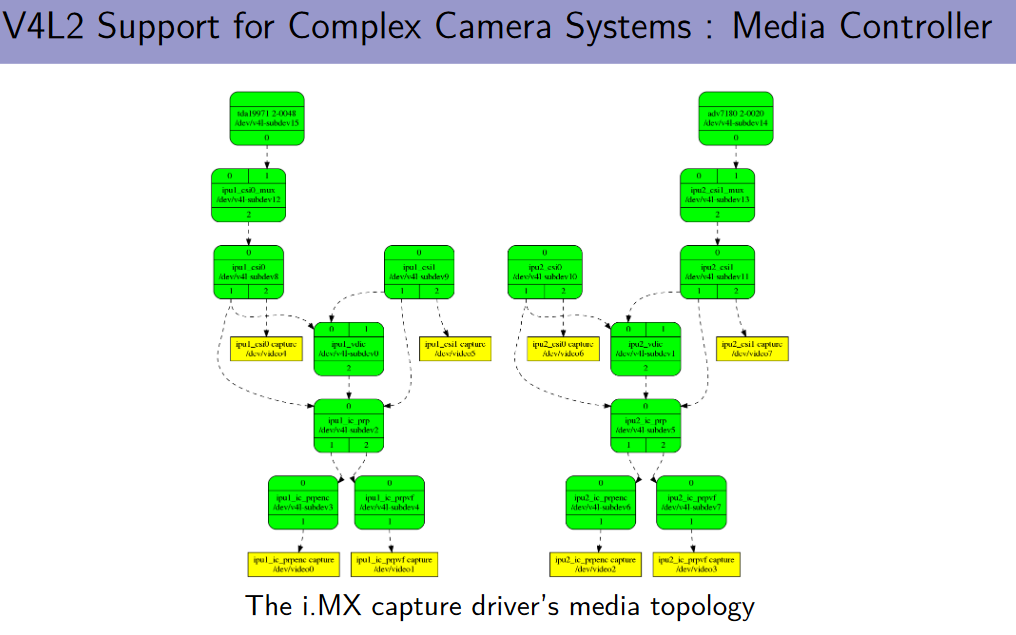 V4L2 Support for Complex Camera Systems : Media Controller
tda19971 2-0048
/dev/v4l-subdev15
0
adv7180 2-0020
/dev/v4l-subdev14
0
0 1
ipu1_csi0_mux
/dev/v4l-subdev12
2
0 1
ipu2_csi1_mux
/dev/v4l-subdev13
2
0
ipu1_csi0
/dev/v4l-subdev8
1 2
0
ipu1_csi1
/dev/v4l-subdev9
1 2
0
ipu2_csi0
/dev/v4l-subdev10
1 2
0
ipu2_csi1
/dev/v4l-subdev11
1 2
ipu1_csi0 capture
/dev/video4
0 1
ipu1_vdic
/dev/v4l-subdev0
2
ipu1_csi1 capture
/dev/video5
ipu2_csi0 capture
/dev/video6
0 1
ipu2_vdic
/dev/v4l-subdev1
2
ipu2_csi1 capture
/dev/video7
0
ipu1_ic_prp
/dev/v4l-subdev2
1 2
0
ipu2_ic_prp
/dev/v4l-subdev5
1 2
0
ipu1_ic_prpenc
/dev/v4l-subdev3
1
0
ipu1_ic_prpvf
/dev/v4l-subdev4
1
0
ipu2_ic_prpenc
/dev/v4l-subdev6
1
0
ipu2_ic_prpvf
/dev/v4l-subdev7
1
ipu1_ic_prpenc capture
/dev/video0
ipu1_ic_prpvf capture
/dev/video1
ipu2_ic_prpenc capture
/dev/video2
ipu2_ic_prpvf capture
/dev/video3
The i.MX capture driver's media topology